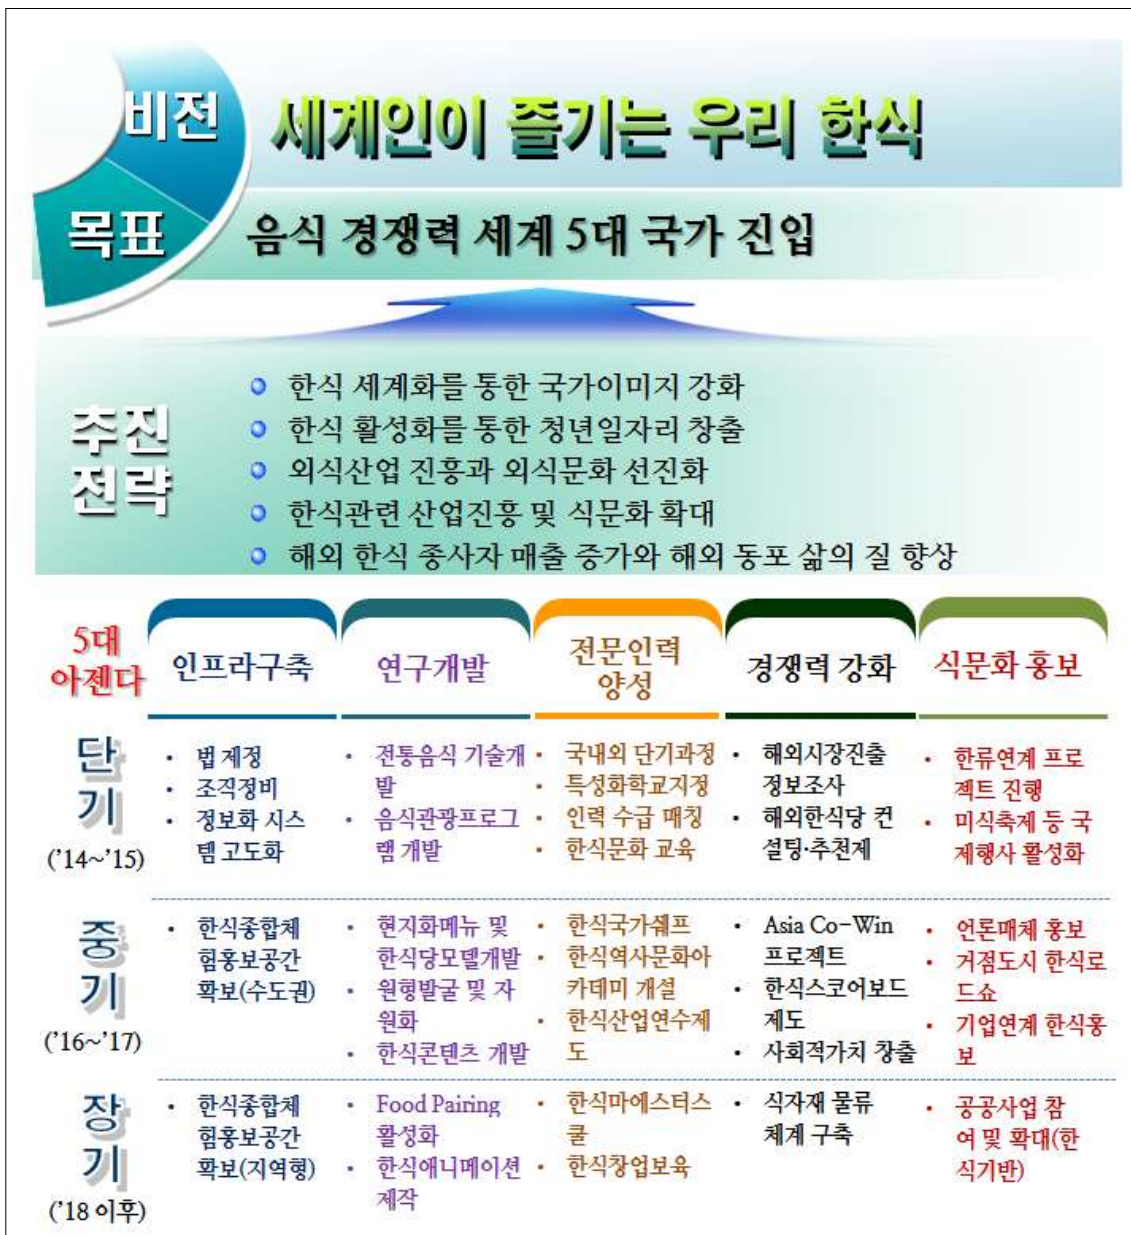 비전
세계인이 즐기는 우리 한식
목표
음식 경쟁력 세계 5대 국가 진입
추진
전략
한식 세계화를 통한 국가이미지 강화
한식 활성화를 통한 청년일자리 창출
외식산업 진흥과 외식문화 선진화
한식관련 산업진흥 및 식문화 확대
해외 한식 종사자 매출 증가와 해외 동포 삶의 질 향상
5대
아젠다
인프라구축
연구개발
전문인력
양성
경쟁력 강화
식문화 홍보
단
기
('14~'15)
• 법 제정
• 조직정비
• 정보화 시스
템 고도화
• 전통음식 기술개
발
• 음식관광프로그
램 개발
• 국내외 단기과정
• 특성화학교지정
• 인력 수급 매칭
• 한식문화 교육
• 해외시장진출
정보조사
• 해외한식당 컨
설팅·추천제
• 한류연계 프로
젝트 진행
• 미식축제 등 국
제행사 활성화
중
기
('16~'17)
• 한식종합체
험홍보공간
확보(수도권)
• 현지화메뉴 및
한식당모델개발
• 원형발굴 및 자
원화
• 한식콘텐츠 개발
• 한식국가쉐프
• 한식역사문화아
카데미 개설
• 한식산업연수제
도
• Asia Co-Win
프로젝트
• 한식스코어보드
제도
• 사회적가치 창출
• 언론매체 홍보
• 거점도시 한식로
드쇼
• 기업연계 한식홍
보
장
기
('18 이후)
• 한식종합체
험홍보공간
확보(지역형)
• Food Pairing
활성화
• 한식애니메이션
제작
• 한식마에스터스
쿨
• 한식창업보육
• 식자재 물류
체계 구축
• 공공사업 참
여 및 확대(한
식기반)